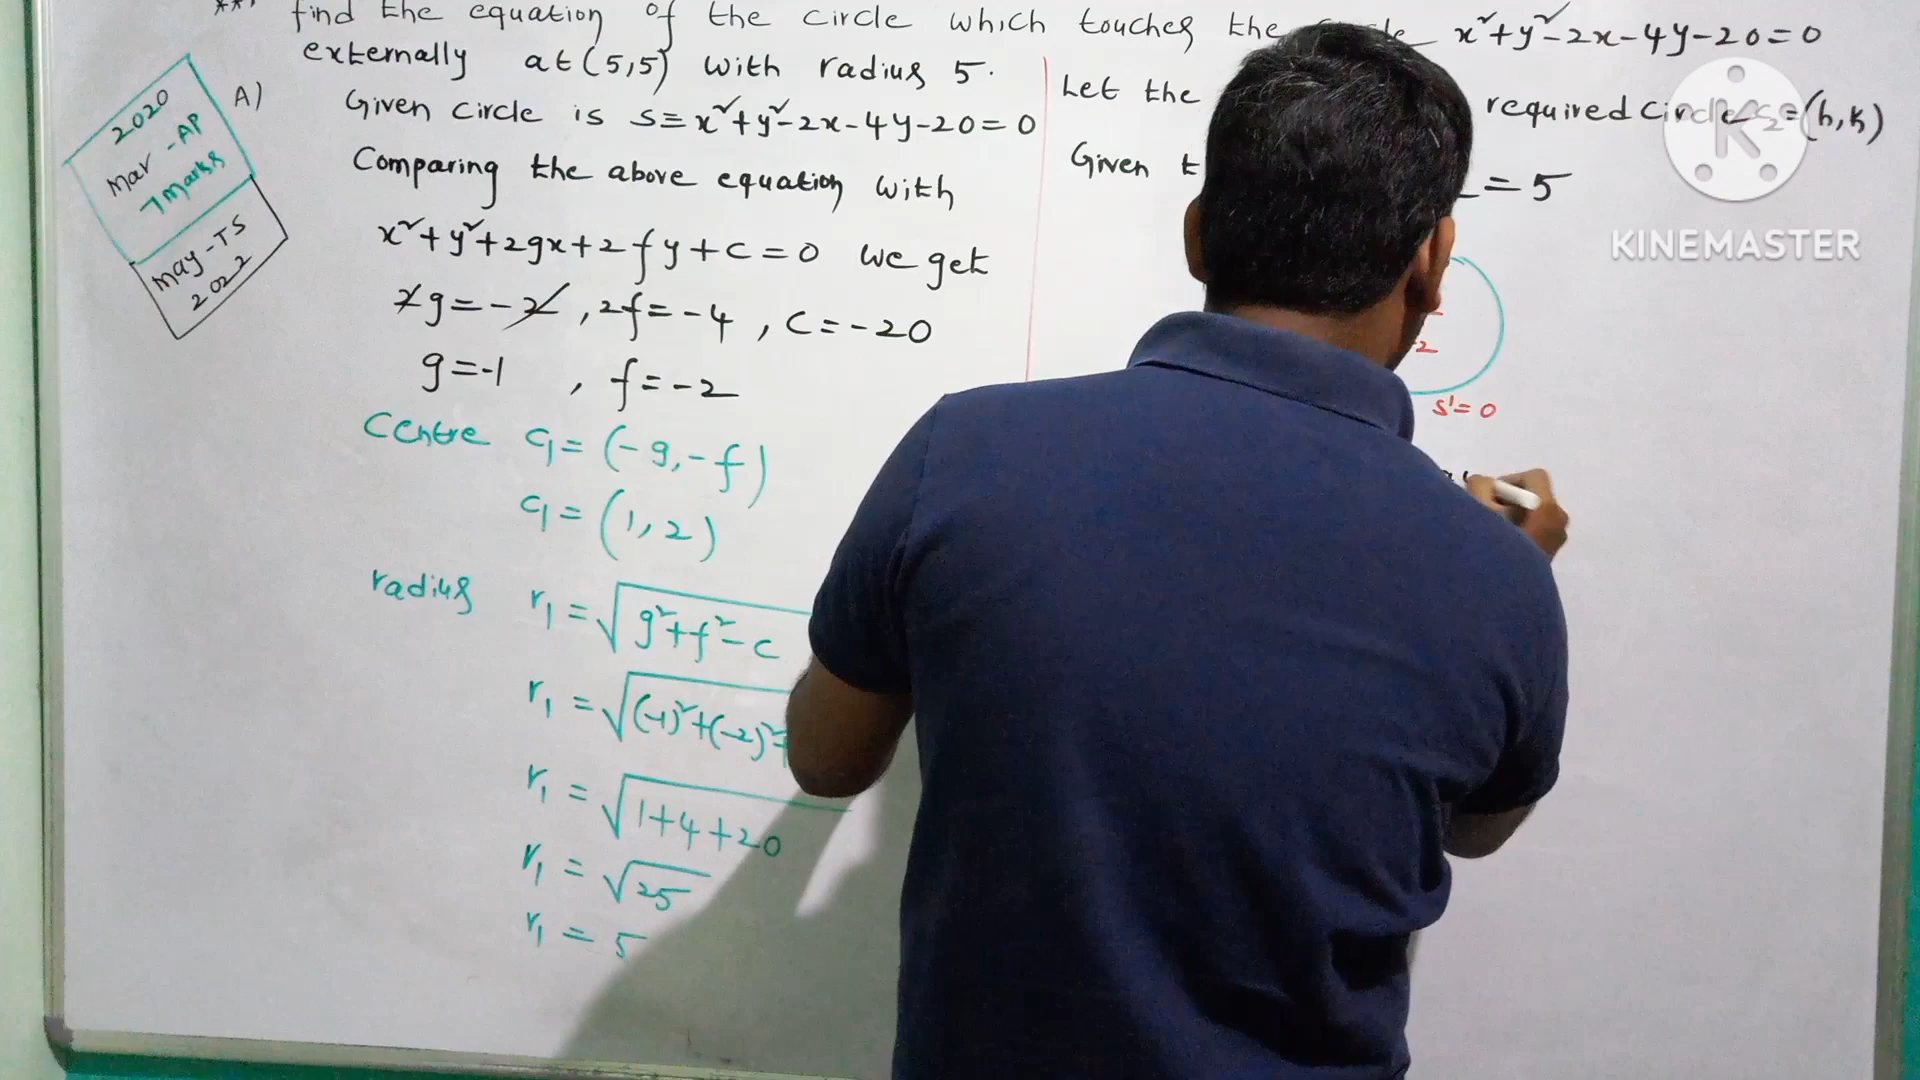 *** find the equation of the circle which touches the x²+y²-2x-4y-20=0
externally at (5,5) with radius 5.
2020
Mar -AP
7 Marks
May-TS
2022
A)
Given circle is S≡x²+y²-2x-4y-20=0
Comparing the above equation with
x²+y²+2gx+2fy+c=0 we get
2g=-2, 2f=-4, c=-20
g=-1, f=-2
Centre c₁=(-g,-f)
c₁=(1,2)
radius r₁=√g²+f²-c
r₁=√(-1)²+(-2)²+
r₁=√1+4+20
r₁=√25
r₁=5
Let the required circle c₂=(h,k)
Given =5
S'=0
K
KINEMASTER